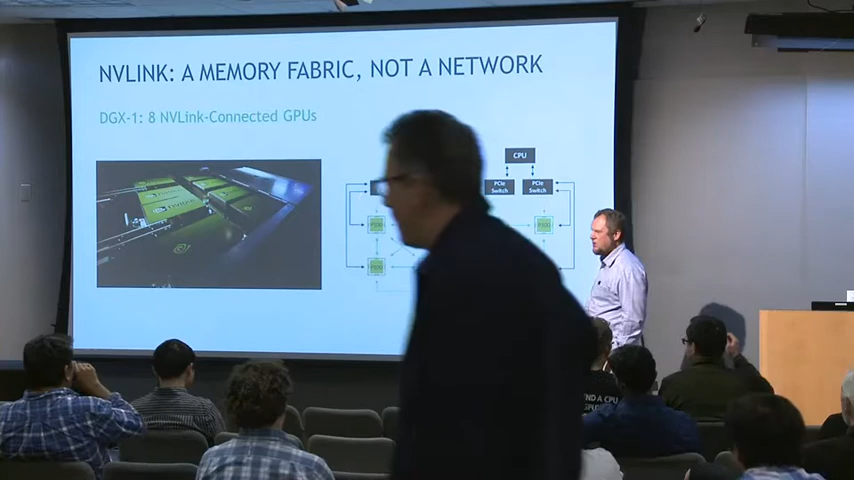 NVLINK: A MEMORY FABRIC, NOT A NETWORK
DGX-1: 8 NVLink-Connected GPUs
CPU
PCIe Switch
PCIe Switch